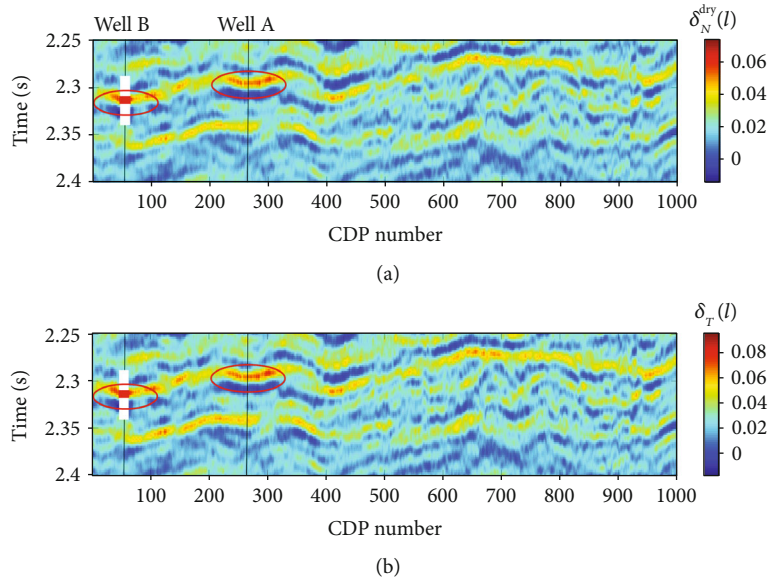 Well B Well A
δ_N^dry(l)
2.25
2.3
2.35
2.4
Time (s)
0.06
0.04
0.02
0
100 200 300 400 500 600 700 800 900 1000
CDP number
(a)
δ_T(l)
2.25
2.3
2.35
2.4
Time (s)
0.08
0.06
0.04
0.02
0
100 200 300 400 500 600 700 800 900 1000
CDP number
(b)